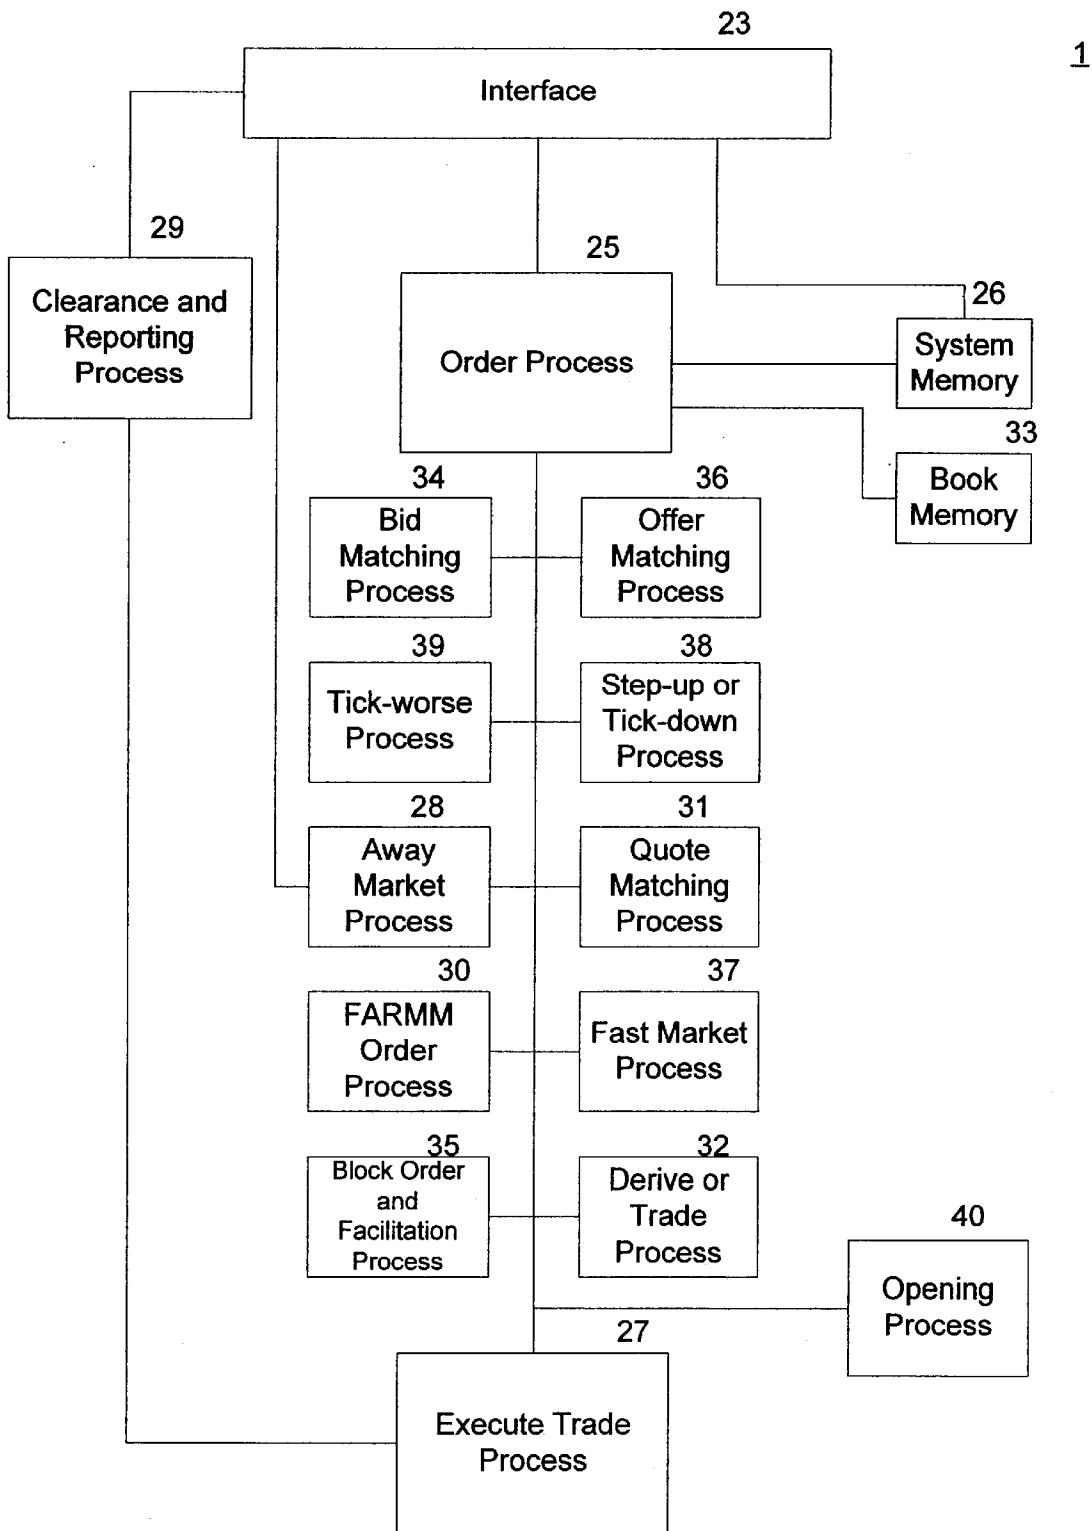 23
1
Interface
29
25
26
Clearance and
Reporting
Process
Order Process
System
Memory
33
Book
Memory
34
36
Bid
Matching
Process
Offer
Matching
Process
39
38
Tick-worse
Process
Step-up or
Tick-down
Process
28
31
Away
Market
Process
Quote
Matching
Process
30
37
FARMM
Order
Process
Fast Market
Process
35
32
Block Order
and
Facilitation
Process
Derive or
Trade
Process
40
Opening
Process
27
Execute Trade
Process